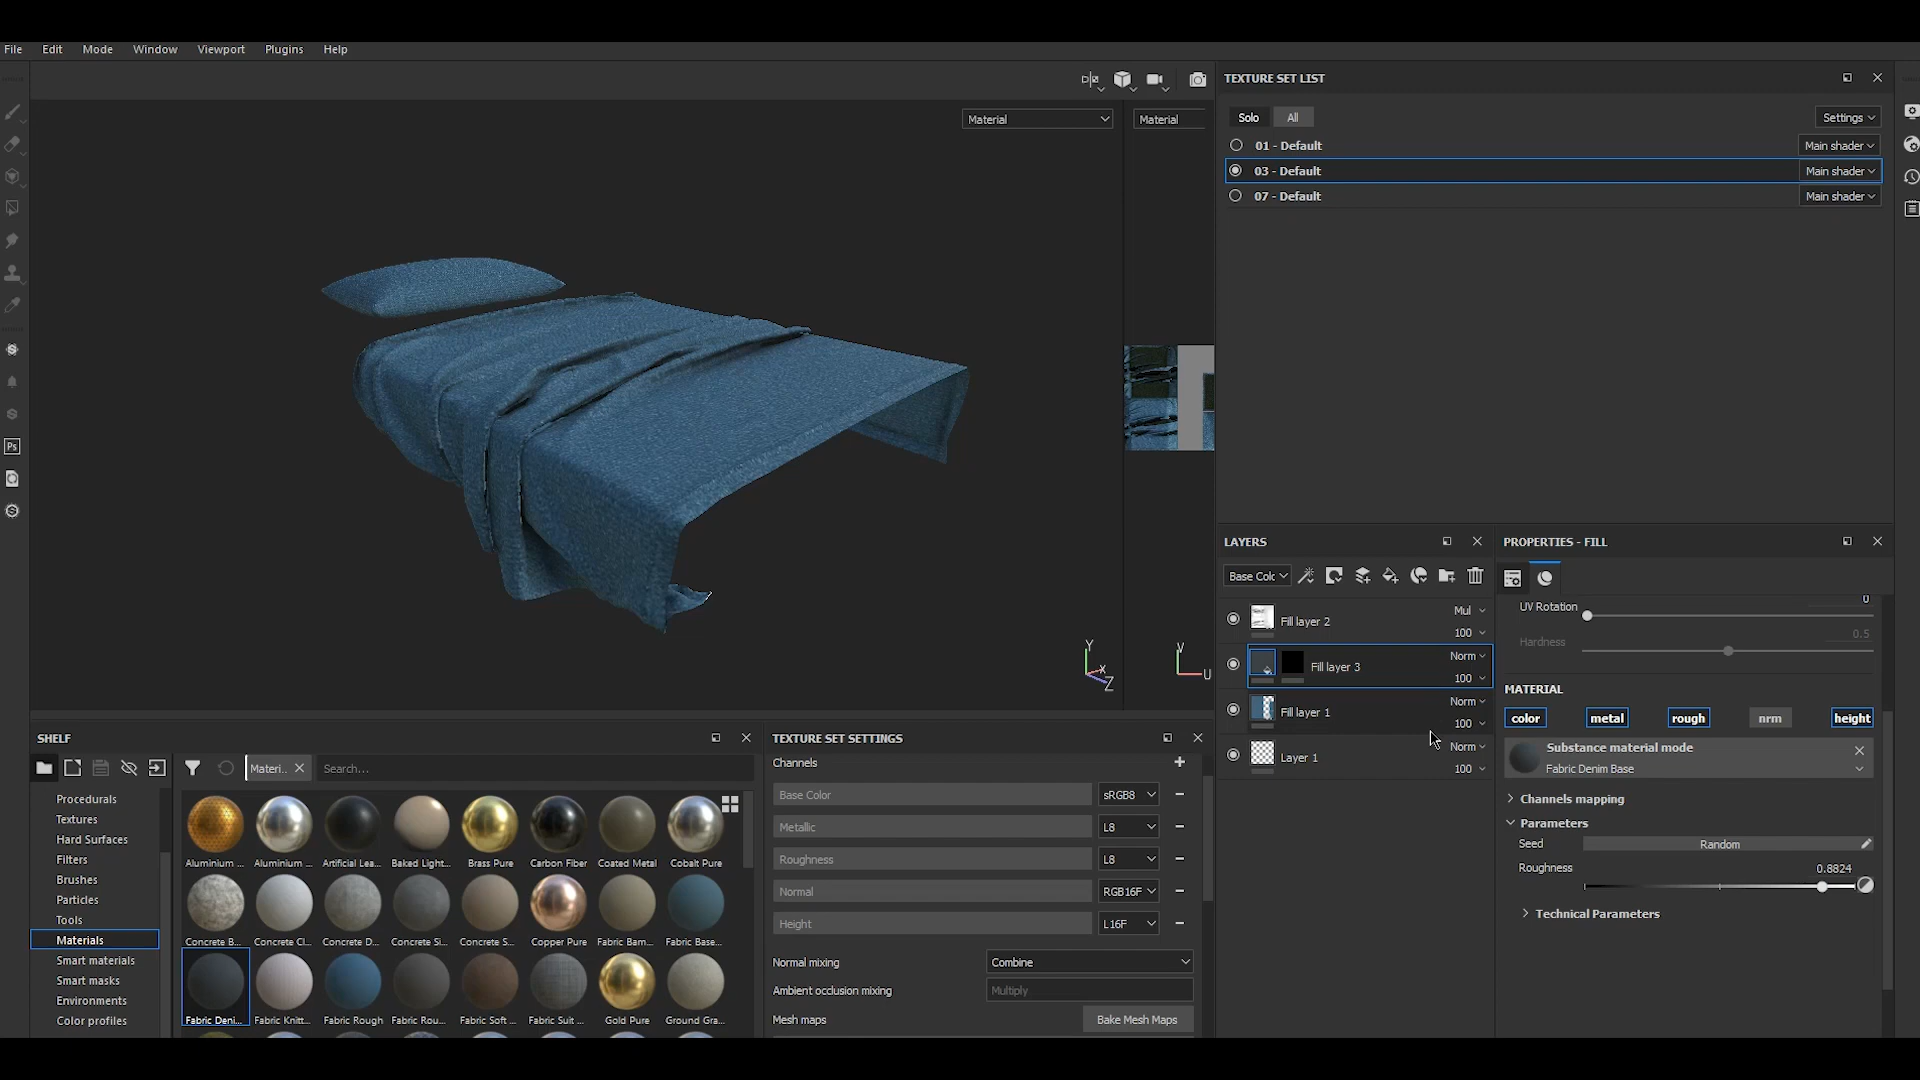 File Edit Mode Window Viewport Plugins Help
Material
Material
TEXTURE SET LIST
Solo All Settings
01 - Default Main shader
03 - Default Main shader
07 - Default Main shader
Y
X
Z
V
U
LAYERS
Base Colc
Fill layer 2 Mul 100
Fill layer 3 Norm 100
Fill layer 1 Norm 100
Layer 1 Norm 100
PROPERTIES - FILL
UV Rotation 0
Hardness 0.5
MATERIAL
color metal rough nrm height
Substance material mode
Fabric Denim Base
Channels mapping
Parameters
Seed Random
Roughness 0.8824
Technical Parameters
Ps
SHELF
Materi.. Search...
Procedurals
Textures
Hard Surfaces
Filters
Brushes
Particles
Tools
Materials
Smart materials
Smart masks
Environments
Color profiles
Aluminium ... Aluminium ... Artificial Lea... Baked Light... Brass Pure Carbon Fiber Coated Metal Cobalt Pure
Concrete B... Concrete Cl... Concrete D... Concrete Si... Concrete S... Copper Pure Fabric Bam... Fabric Base...
Fabric Deni... Fabric Knitt... Fabric Rough Fabric Rou... Fabric Soft ... Fabric Suit ... Gold Pure Ground Gra...
TEXTURE SET SETTINGS
Channels
Base Color sRGB8
Metallic L8
Roughness L8
Normal RGB16F
Height L16F
Normal mixing Combine
Ambient occlusion mixing Multiply
Mesh maps Bake Mesh Maps